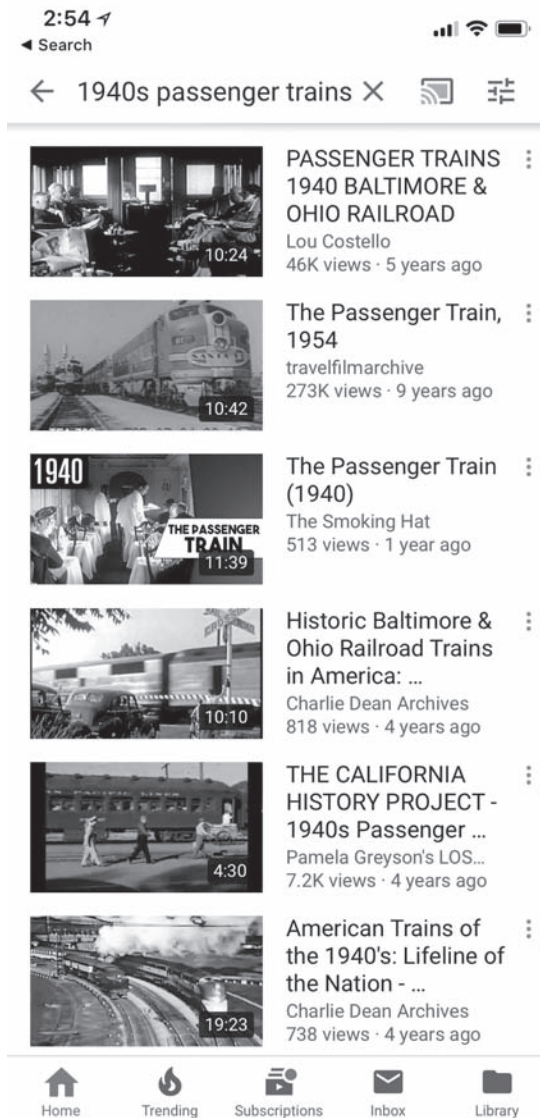 2:54
Search
1940s passenger trains
10:24
PASSENGER TRAINS
1940 BALTIMORE &
OHIO RAILROAD
Lou Costello
46K views · 5 years ago
10:42
The Passenger Train,
1954
travelfilmarchive
273K views · 9 years ago
1940
THE PASSENGER
TRAIN
11:39
The Passenger Train
(1940)
The Smoking Hat
513 views · 1 year ago
10:10
Historic Baltimore &
Ohio Railroad Trains
in America: ...
Charlie Dean Archives
818 views · 4 years ago
4:30
THE CALIFORNIA
HISTORY PROJECT -
1940s Passenger ...
Pamela Greyson's LOS...
7.2K views · 4 years ago
19:23
American Trains of
the 1940's: Lifeline of
the Nation - ...
Charlie Dean Archives
738 views · 4 years ago
Home Trending Subscriptions Inbox Library